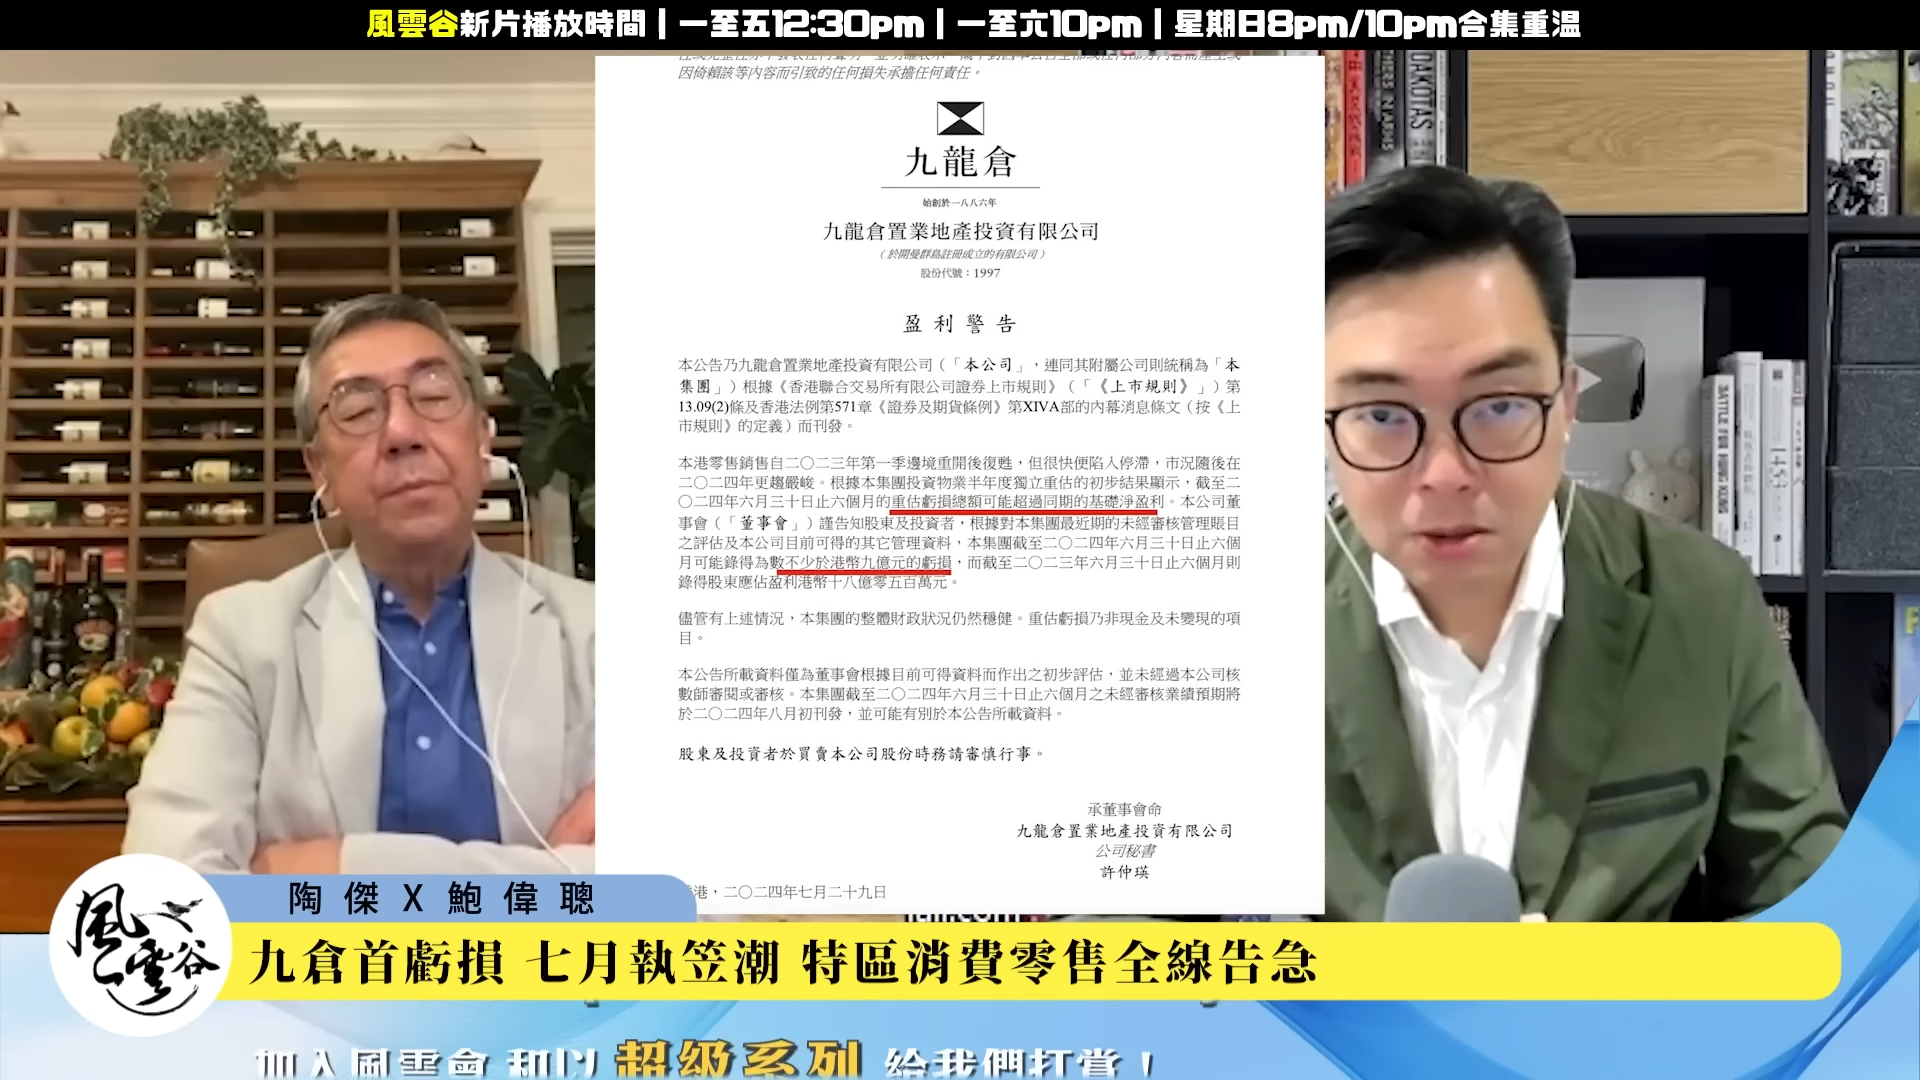 風雲谷新片播放時間 | 一至五12:30pm | 一至六10pm | 星期日8pm/10pm合集重溫
因倚賴該等內容而引致的任何損失承擔任何責任。
九龍倉
始創於一八八六年
九龍倉置業地產投資有限公司
（於開曼群島註冊成立的有限公司）
股份代號：1997
盈利警告
本公告乃九龍倉置業地產投資有限公司（「本公司」，連同其附屬公司則統稱為「本
集團」）根據《香港聯合交易所有限公司證券上市規則》（「《上市規則》」）第
13.09(2)條及香港法例第571章《證券及期貨條例》第XIVA部的內幕消息條文（按《上
市規則》的定義）而刊發。
本港零售銷售自二〇二三年第一季邊境重開後復甦，但很快便陷入停滯，市況隨後在
二〇二四年更趨嚴峻。根據本集團投資物業半年度獨立重估的初步結果顯示，截至二
〇二四年六月三十日止六個月的重估虧損總額可能超過同期的基礎淨盈利。本公司董
事會（「董事會」）謹告知股東及投資者，根據對本集團最近期的未經審核管理賬目
之評估及本公司目前可得的其它管理資料，本集團截至二〇二四年六月三十日止六個
月可能錄得為數不少於港幣九億元的虧損，而截至二〇二三年六月三十日止六個月則
錄得股東應佔盈利港幣十八億零五百萬元。
儘管有上述情況，本集團的整體財政狀況仍然穩健。重估虧損乃非現金及未變現的項
目。
本公告所載資料僅為董事會根據目前可得資料而作出之初步評估，並未經過本公司核
數師審閱或審核。本集團截至二〇二四年六月三十日止六個月之未經審核業績預期將
於二〇二四年八月初刊發，並可能有別於本公告所載資料。
股東及投資者於買賣本公司股份時務請審慎行事。
承董事會命
九龍倉置業地產投資有限公司
公司秘書
許仲瑛
港，二〇二四年七月二十九日
DAKOTAS
陶傑 X 鮑偉聰
風雲谷
九倉首虧損 七月執笠潮 特區消費零售全線告急
加入風雲會 和以 超級系列 給我們打賞！